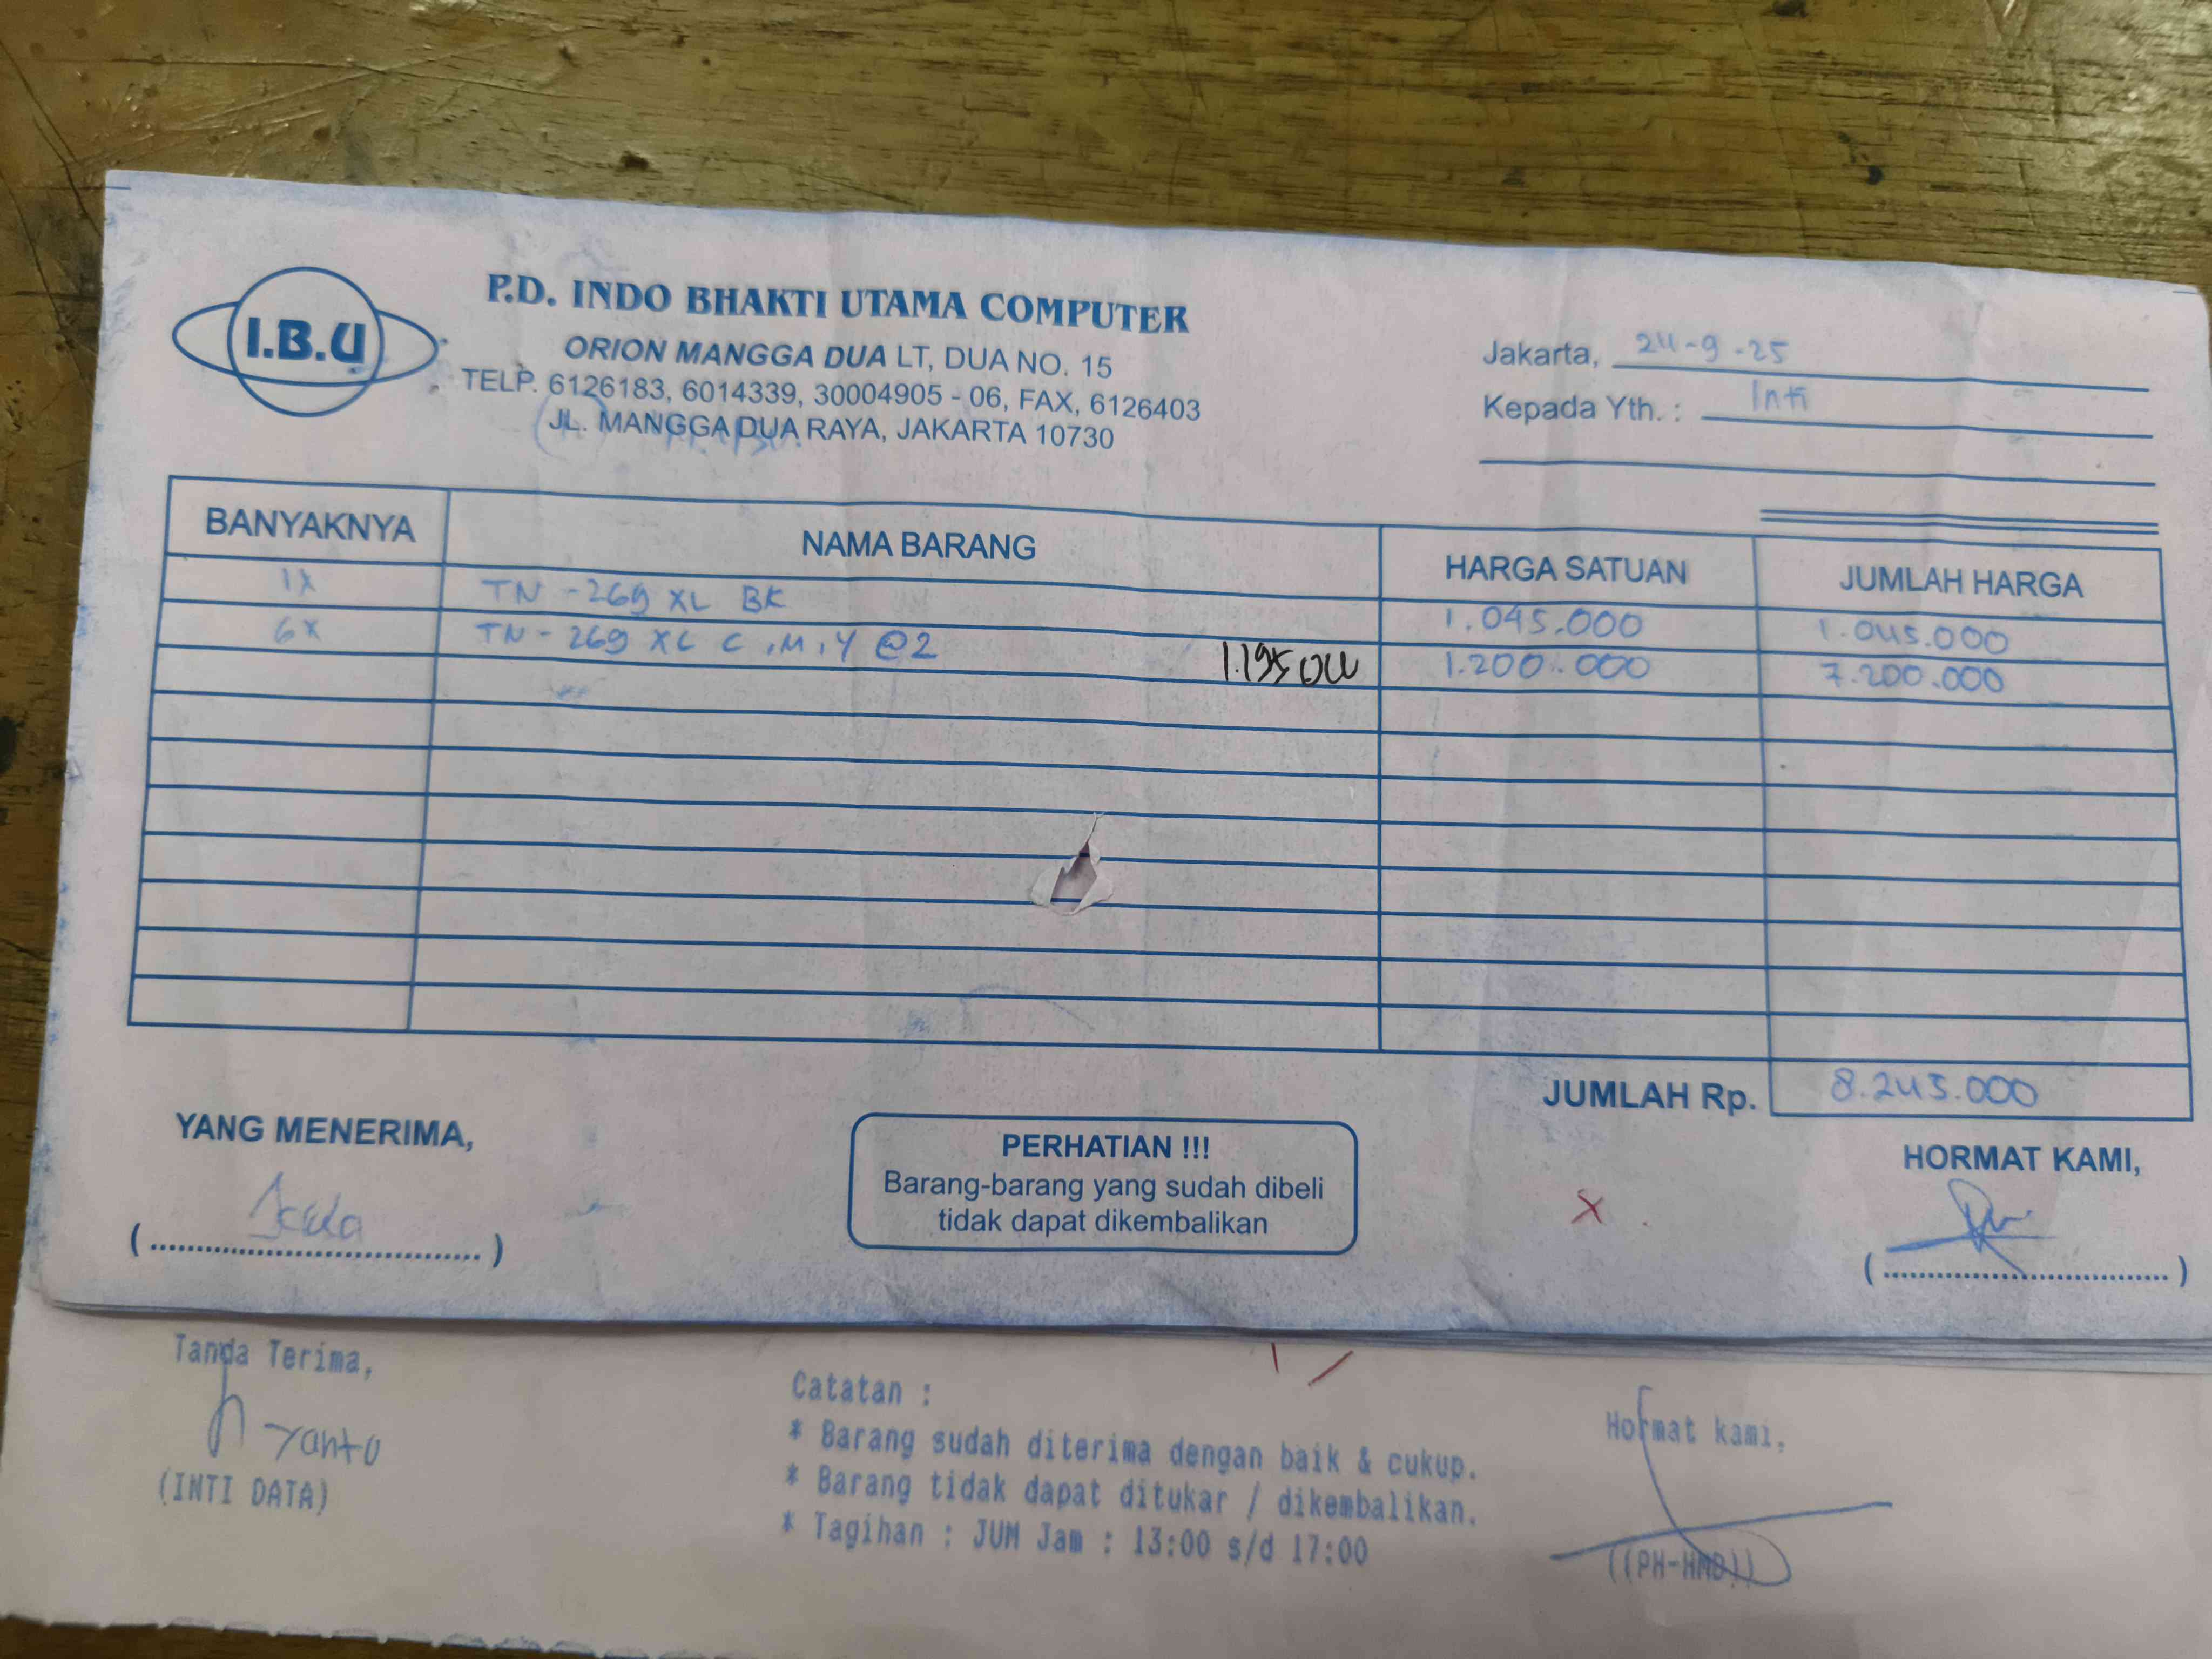 I.B.U
P.D. INDO BHAKTI UTAMA COMPUTER
ORION MANGGA DUA LT, DUA NO. 15
TELP. 6126183, 6014339, 30004905 - 06, FAX, 6126403
JL. MANGGA DUA RAYA, JAKARTA 10730
Jakarta, 24-9-25
Kepada Yth. : Inti
BANYAKNYA NAMA BARANG HARGA SATUAN JUMLAH HARGA
1X TN-269 XL BK 1.045.000 1.045.000
6X TN-269 XL C,M,Y @2 1.195.000 1.200.000 7.200.000
JUMLAH Rp. 8.245.000
YANG MENERIMA,
PERHATIAN !!!
Barang-barang yang sudah dibeli
tidak dapat dikembalikan
HORMAT KAMI,
X
Tanda Terima,
Yanto
(INTI DATA)
Catatan :
* Barang sudah diterima dengan baik & cukup.
* Barang tidak dapat ditukar / dikembalikan.
* Tagihan : JUM Jam : 13:00 s/d 17:00
Hormat kami,
((PH-HMD))